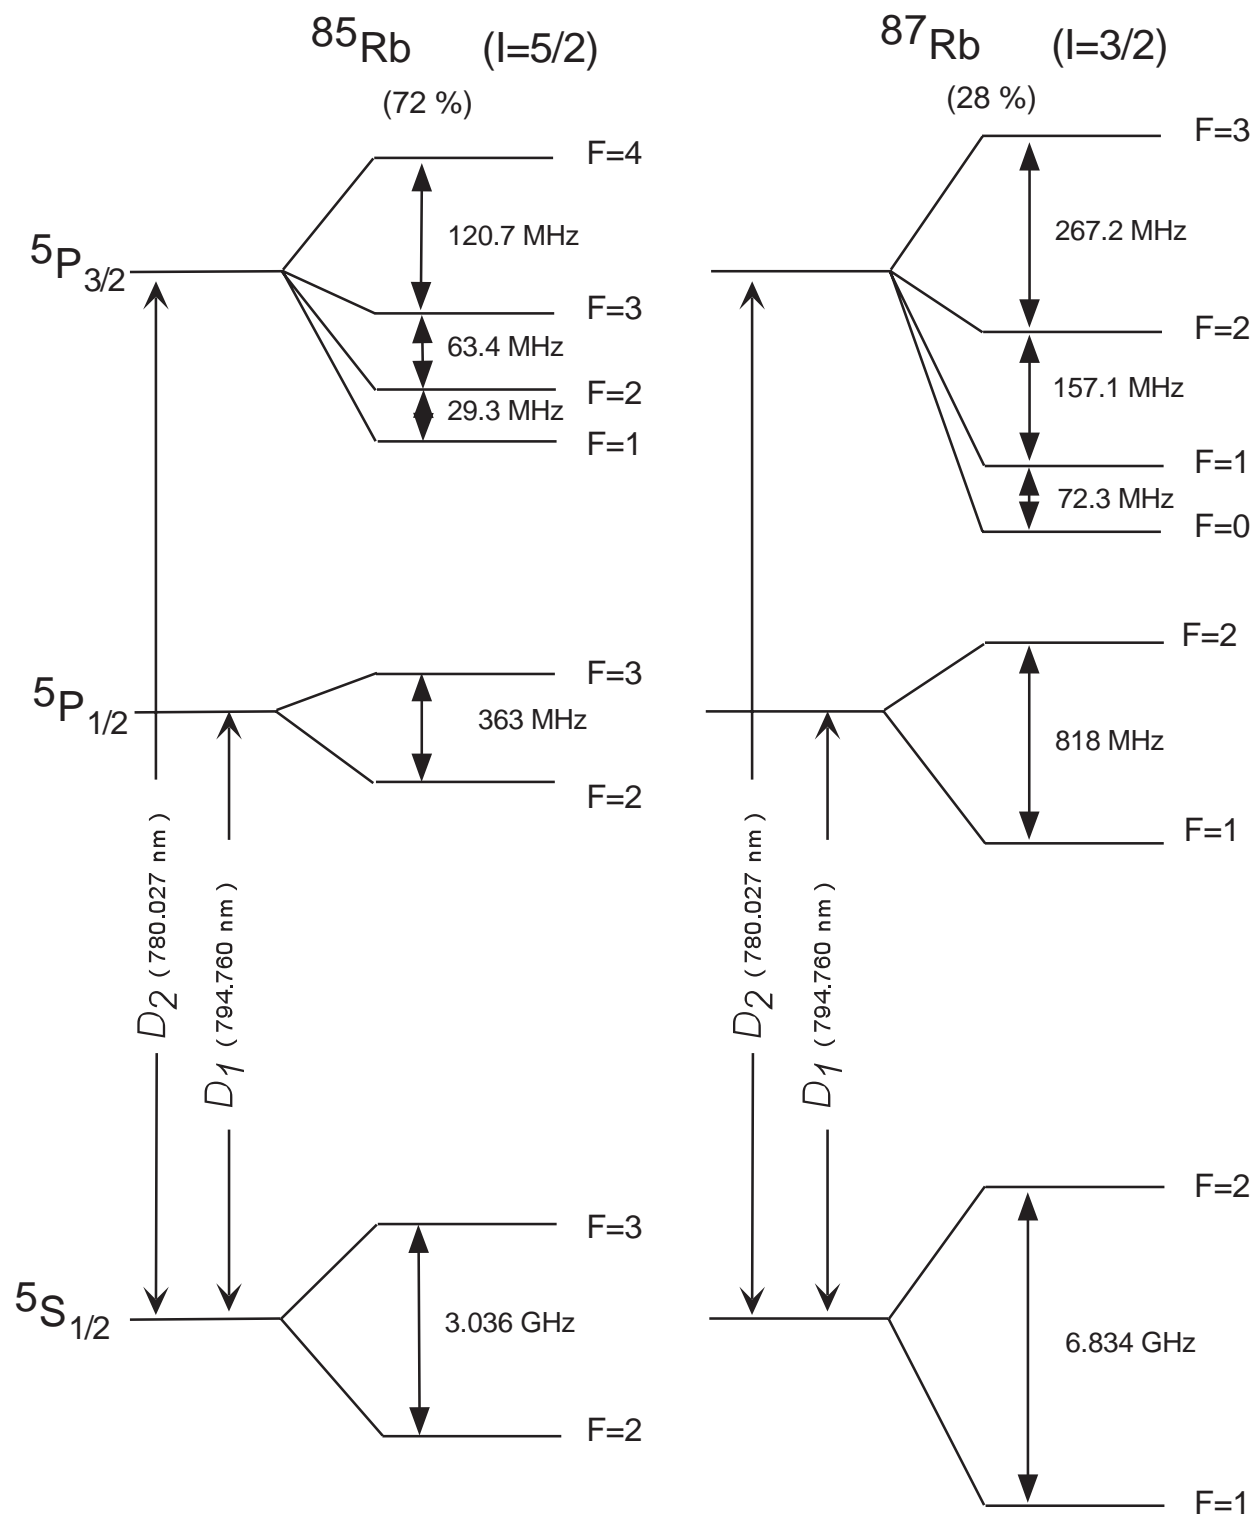 85Rb (I=5/2)
(72 %)
F=4
120.7 MHz
5P3/2
F=3
63.4 MHz
F=2
29.3 MHz
F=1
F=3
5P1/2
363 MHz
F=2
D2 (780.027 nm)
D1 (794.760 nm)
F=3
5S1/2
3.036 GHz
F=2
87Rb (I=3/2)
(28 %)
F=3
267.2 MHz
F=2
157.1 MHz
F=1
72.3 MHz
F=0
F=2
818 MHz
F=1
D2 (780.027 nm)
D1 (794.760 nm)
F=2
6.834 GHz
F=1